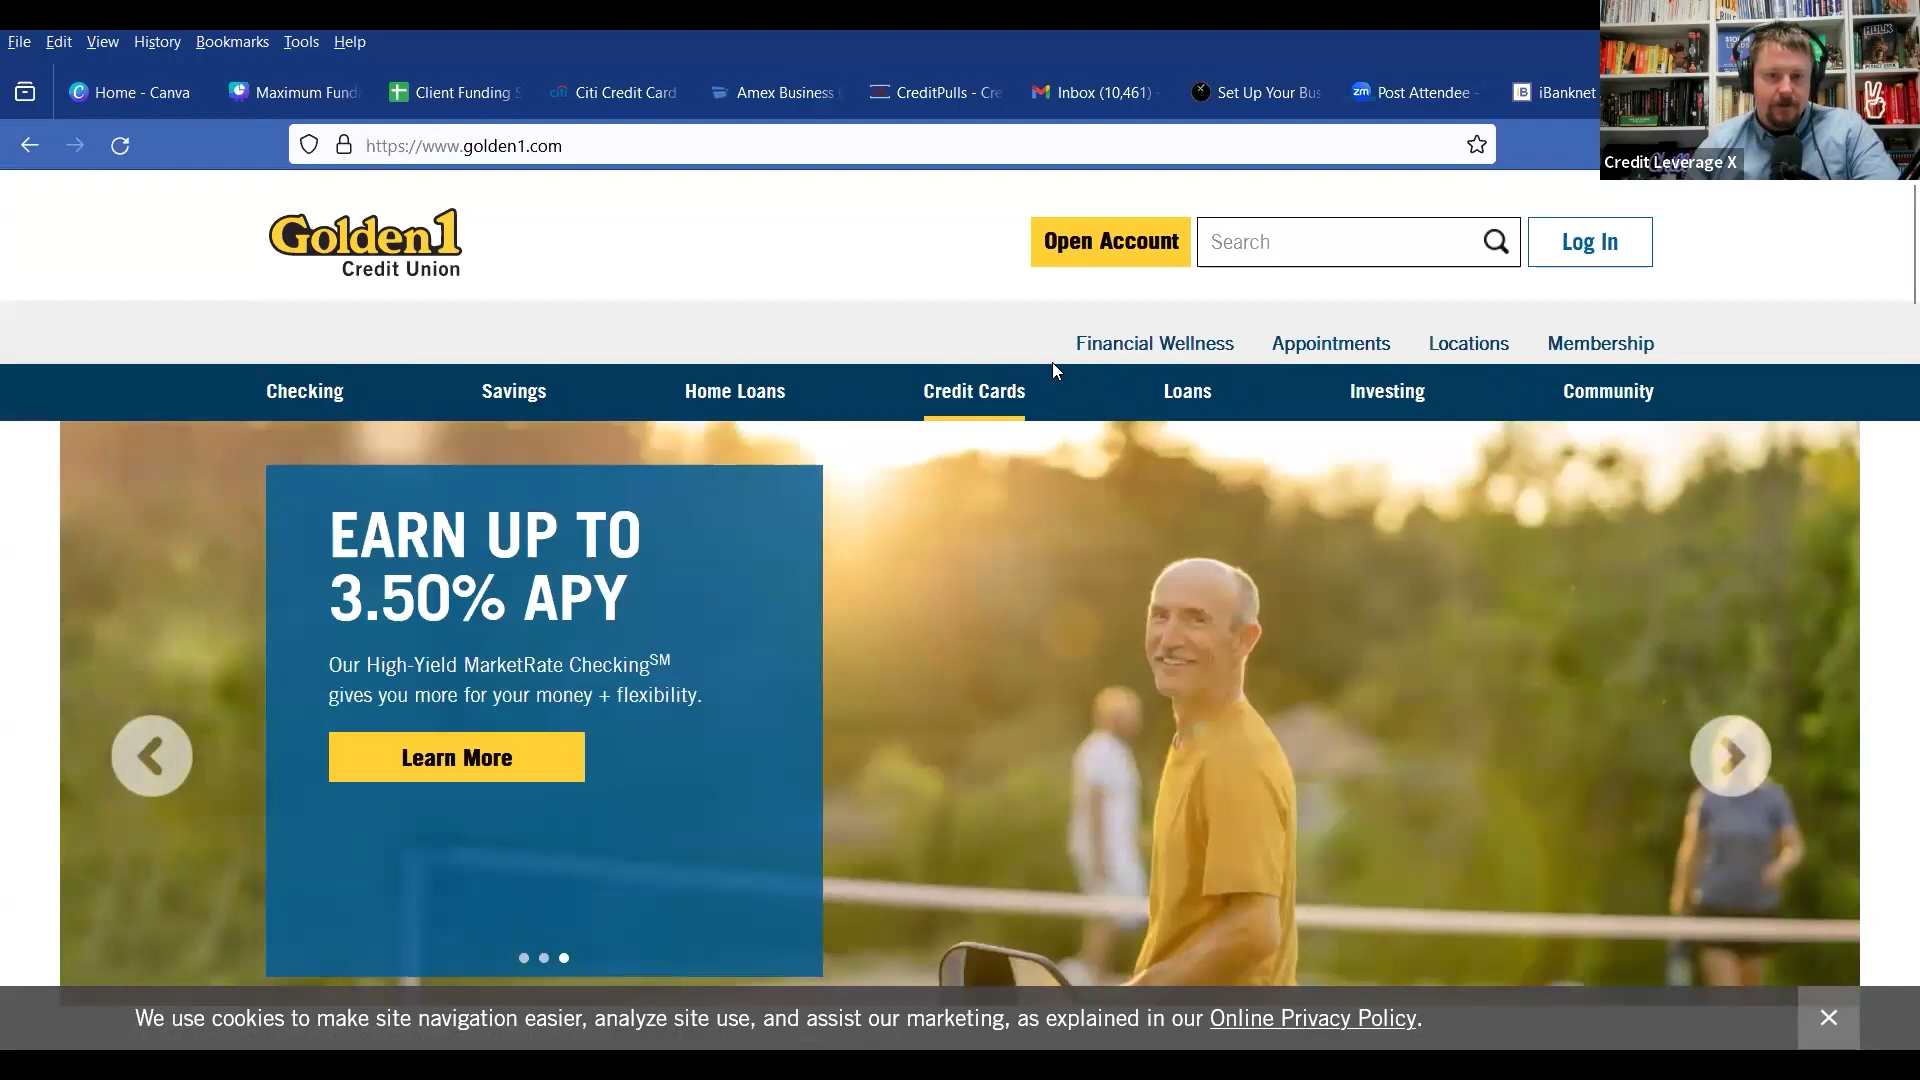 File Edit View History Bookmarks Tools Help
Home - Canva
Maximum Fund
Client Funding S
Citi Credit Card
Amex Business
CreditPulls - Cre
Inbox (10,461) -
Set Up Your Bus
Post Attendee -
iBanknet
https://www.golden1.com
Credit Leverage X
Golden1
Credit Union
Open Account
Search
Log In
Financial Wellness Appointments Locations Membership
Checking Savings Home Loans Credit Cards Loans Investing Community
EARN UP TO
3.50% APY
Our High-Yield MarketRate Checking℠
gives you more for your money + flexibility.
Learn More
We use cookies to make site navigation easier, analyze site use, and assist our marketing, as explained in our Online Privacy Policy.
HULK